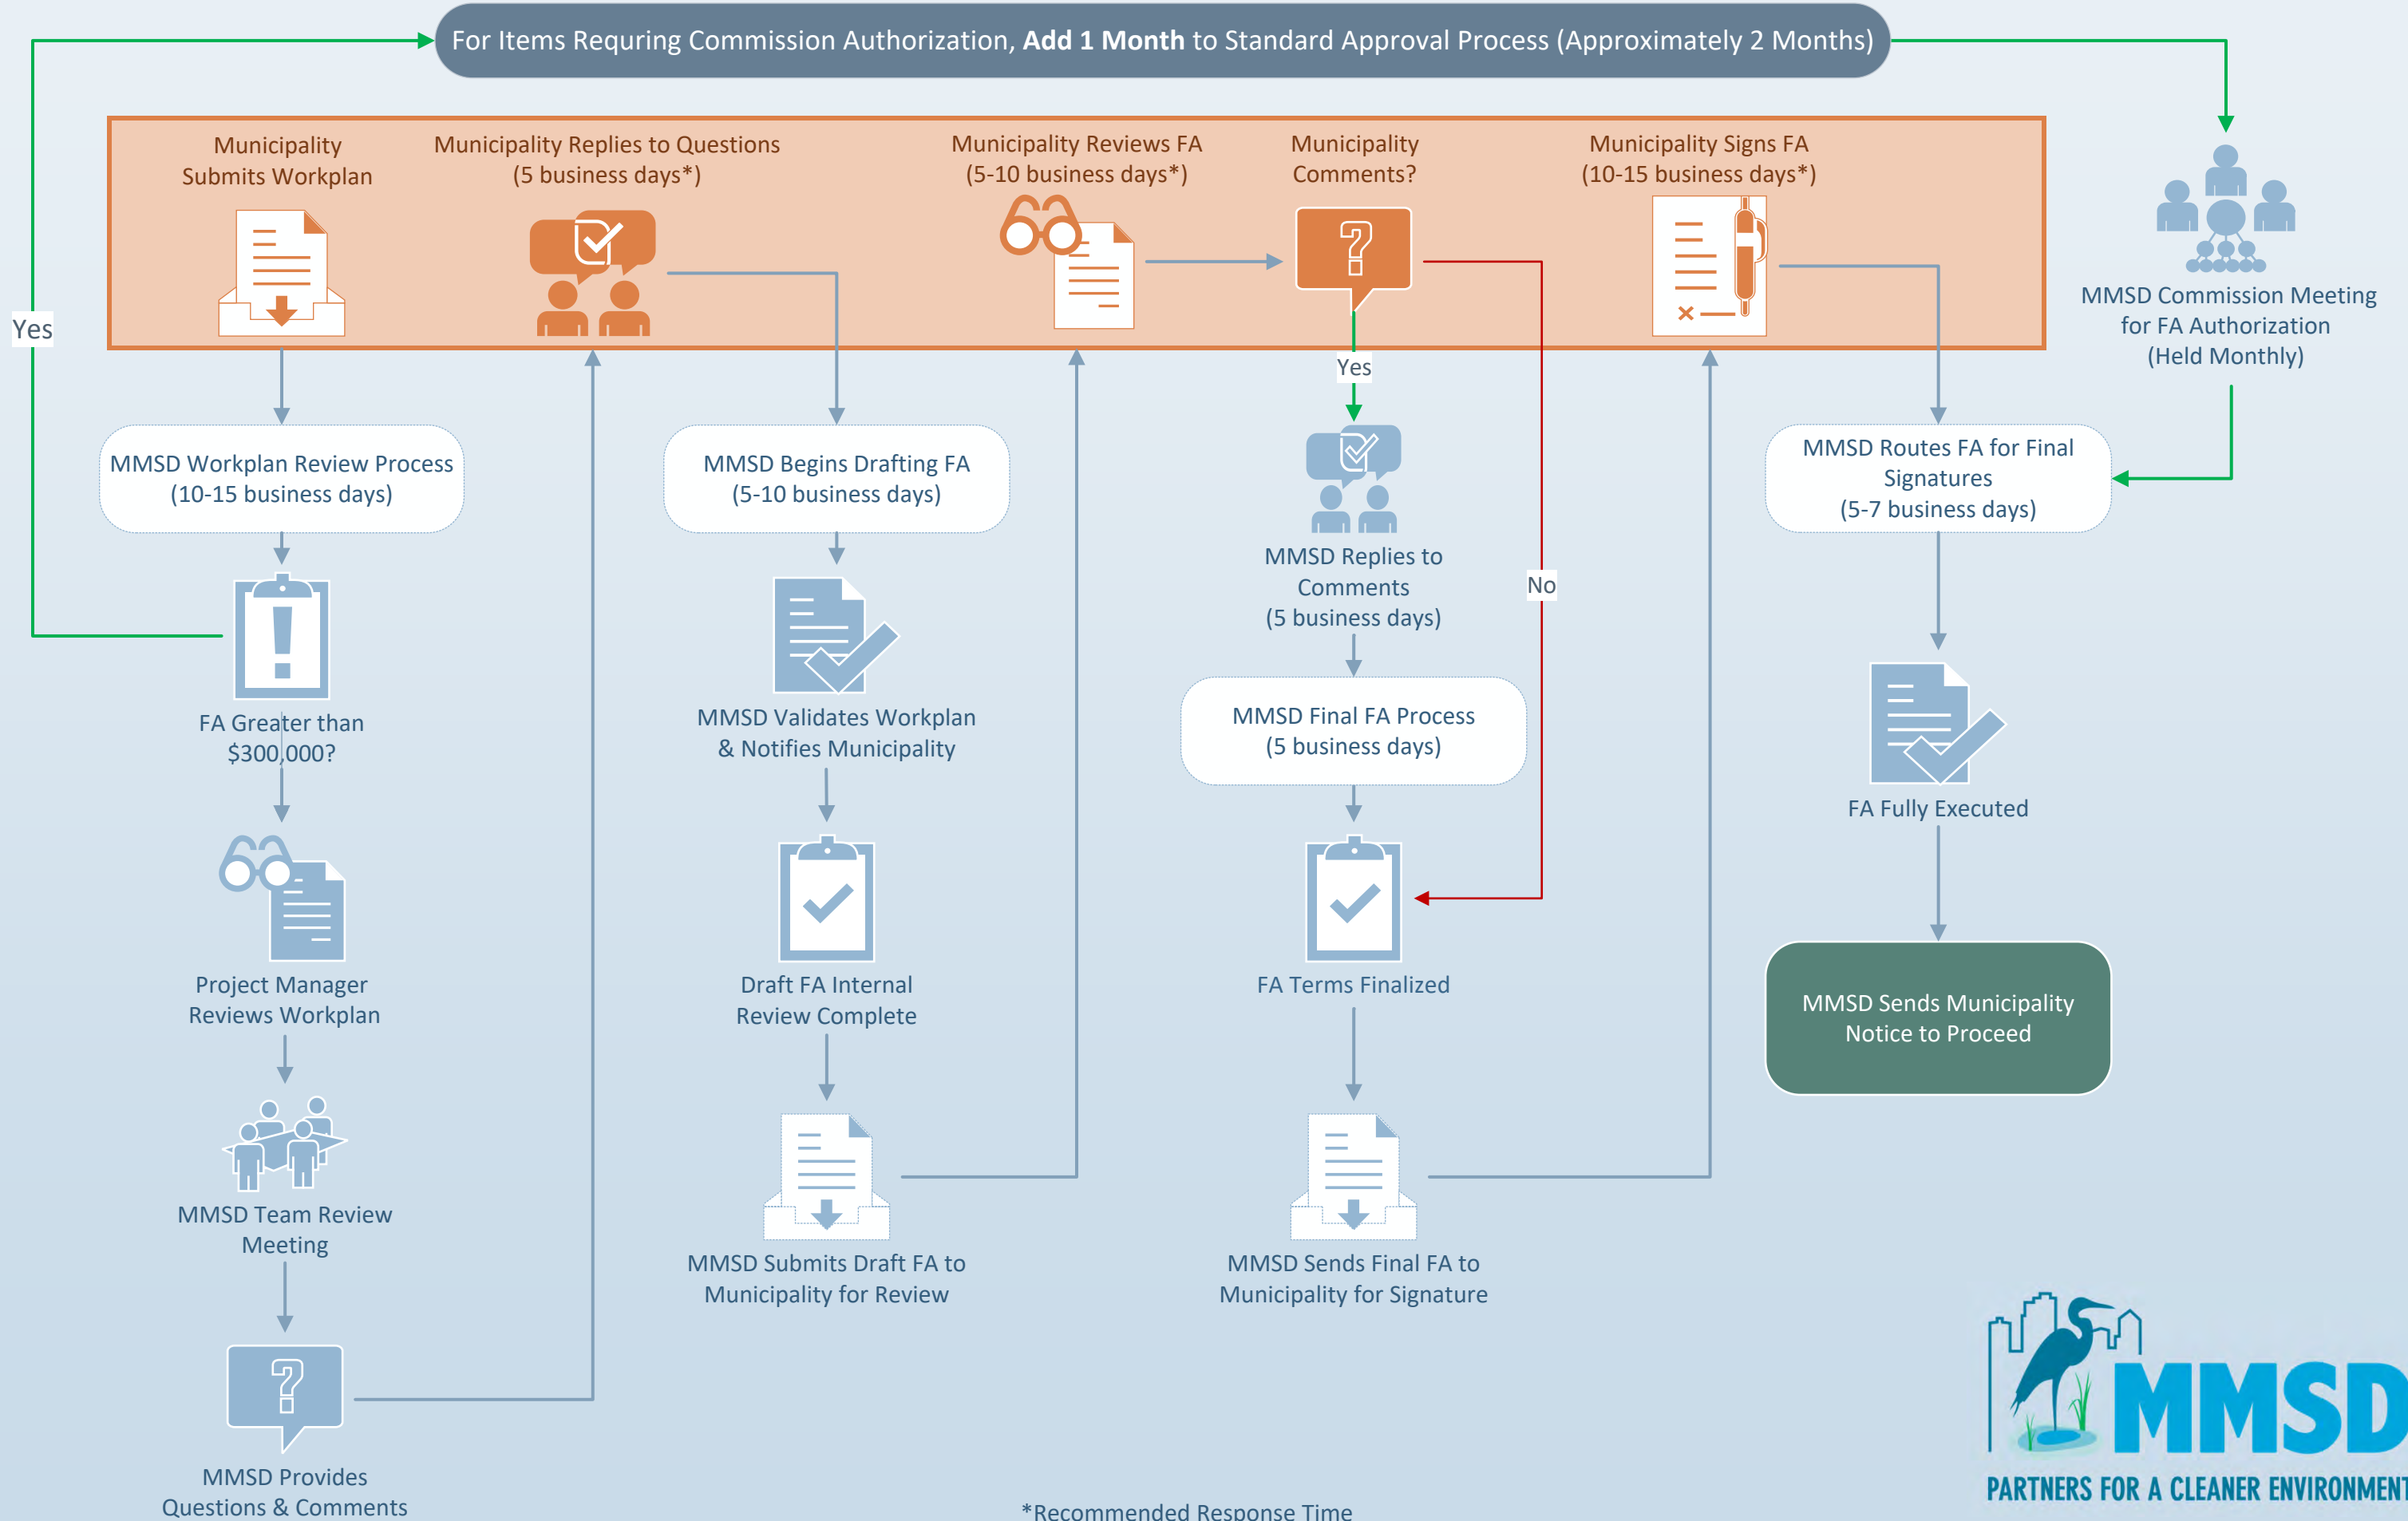 For Items Requring Commission Authorization, Add 1 Month to Standard Approval Process (Approximately 2 Months)
Municipality
Submits Workplan
Municipality Replies to Questions
(5 business days*)
Municipality Reviews FA
(5-10 business days*)
Municipality
Comments?
Municipality Signs FA
(10-15 business days*)
MMSD Commission Meeting
for FA Authorization
(Held Monthly)
Yes
Yes
No
MMSD Workplan Review Process
(10-15 business days)
FA Greater than
$300,000?
Project Manager
Reviews Workplan
MMSD Team Review
Meeting
MMSD Provides
Questions & Comments
MMSD Begins Drafting FA
(5-10 business days)
MMSD Validates Workplan
& Notifies Municipality
Draft FA Internal
Review Complete
MMSD Submits Draft FA to
Municipality for Review
MMSD Replies to
Comments
(5 business days)
MMSD Final FA Process
(5 business days)
FA Terms Finalized
MMSD Sends Final FA to
Municipality for Signature
MMSD Routes FA for Final
Signatures
(5-7 business days)
FA Fully Executed
MMSD Sends Municipality
Notice to Proceed
*Recommended Response Time
MMSD
PARTNERS FOR A CLEANER ENVIRONMENT